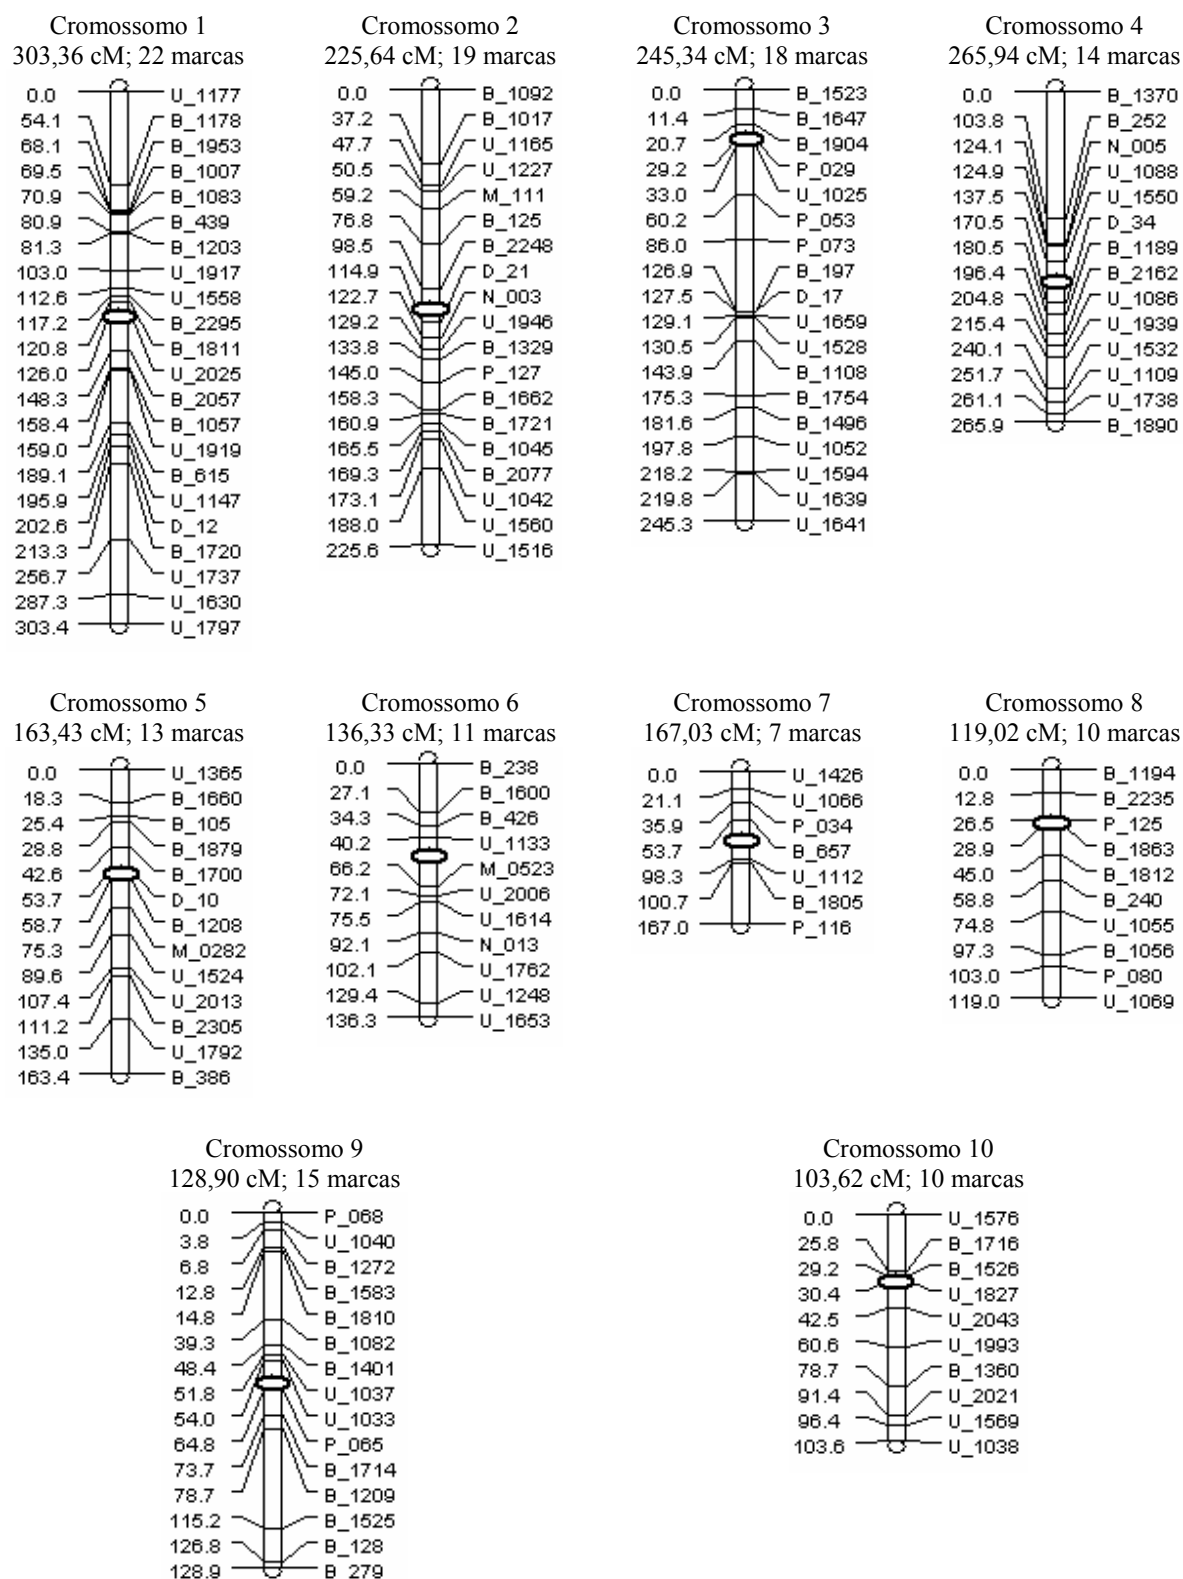 Cromossomo 1
303,36 cM; 22 marcas
0.0 U_1177
54.1 B_1178
68.1 B_1953
69.5 B_1007
70.9 B_1083
80.9 B_439
81.3 B_1203
103.0 U_1917
112.6 U_1558
117.2 B_2295
120.8 B_1811
126.0 U_2025
148.3 B_2057
158.4 B_1057
159.0 U_1919
189.1 B_615
195.9 U_1147
202.6 D_12
213.3 B_1720
256.7 U_1737
287.3 U_1630
303.4 U_1797
Cromossomo 2
225,64 cM; 19 marcas
0.0 B_1092
37.2 B_1017
47.7 U_1165
50.5 U_1227
59.2 M_111
76.8 B_125
98.5 B_2248
114.9 D_21
122.7 N_003
129.2 U_1946
133.8 B_1329
145.0 P_127
158.3 B_1662
160.9 B_1721
165.5 B_1045
169.3 B_2077
173.1 U_1042
188.0 U_1560
225.6 U_1516
Cromossomo 3
245,34 cM; 18 marcas
0.0 B_1523
11.4 B_1647
20.7 B_1904
29.2 P_029
33.0 U_1025
60.2 P_053
86.0 P_073
126.9 B_197
127.5 D_17
129.1 U_1659
130.5 U_1528
143.9 B_1108
175.3 B_1754
181.6 B_1496
197.8 U_1052
218.2 U_1594
219.8 U_1639
245.3 U_1641
Cromossomo 4
265,94 cM; 14 marcas
0.0 B_1370
103.8 B_252
124.1 N_005
124.9 U_1088
137.5 U_1550
170.5 D_34
180.5 B_1189
196.4 B_2162
204.8 U_1086
215.4 U_1939
240.1 U_1532
251.7 U_1109
261.1 U_1738
265.9 B_1890
Cromossomo 5
163,43 cM; 13 marcas
0.0 U_1365
18.3 B_1660
25.4 B_105
28.8 B_1879
42.6 B_1700
53.7 D_10
58.7 B_1208
75.3 M_0282
89.6 U_1524
107.4 U_2013
111.2 B_2305
135.0 U_1792
163.4 B_386
Cromossomo 6
136,33 cM; 11 marcas
0.0 B_238
27.1 B_1600
34.3 B_426
40.2 U_1133
66.2 M_0523
72.1 U_2006
75.5 U_1614
92.1 N_013
102.1 U_1762
129.4 U_1248
136.3 U_1653
Cromossomo 7
167,03 cM; 7 marcas
0.0 U_1426
21.1 U_1066
35.9 P_034
53.7 B_657
98.3 U_1112
100.7 B_1805
167.0 P_116
Cromossomo 8
119,02 cM; 10 marcas
0.0 B_1194
12.8 B_2235
26.5 P_125
28.9 B_1863
45.0 B_1812
58.8 B_240
74.8 U_1055
97.3 B_1056
103.0 P_080
119.0 U_1069
Cromossomo 9
128,90 cM; 15 marcas
0.0 P_068
3.8 U_1040
6.8 B_1272
12.8 B_1583
14.8 B_1810
39.3 B_1082
48.4 B_1401
51.8 U_1037
54.0 U_1033
64.8 P_065
73.7 B_1714
78.7 B_1209
115.2 B_1525
126.8 B_128
128.9 B_279
Cromossomo 10
103,62 cM; 10 marcas
0.0 U_1576
25.8 B_1716
29.2 B_1526
30.4 U_1827
42.5 U_2043
60.6 U_1993
78.7 B_1360
91.4 U_2021
96.4 U_1569
103.6 U_1038